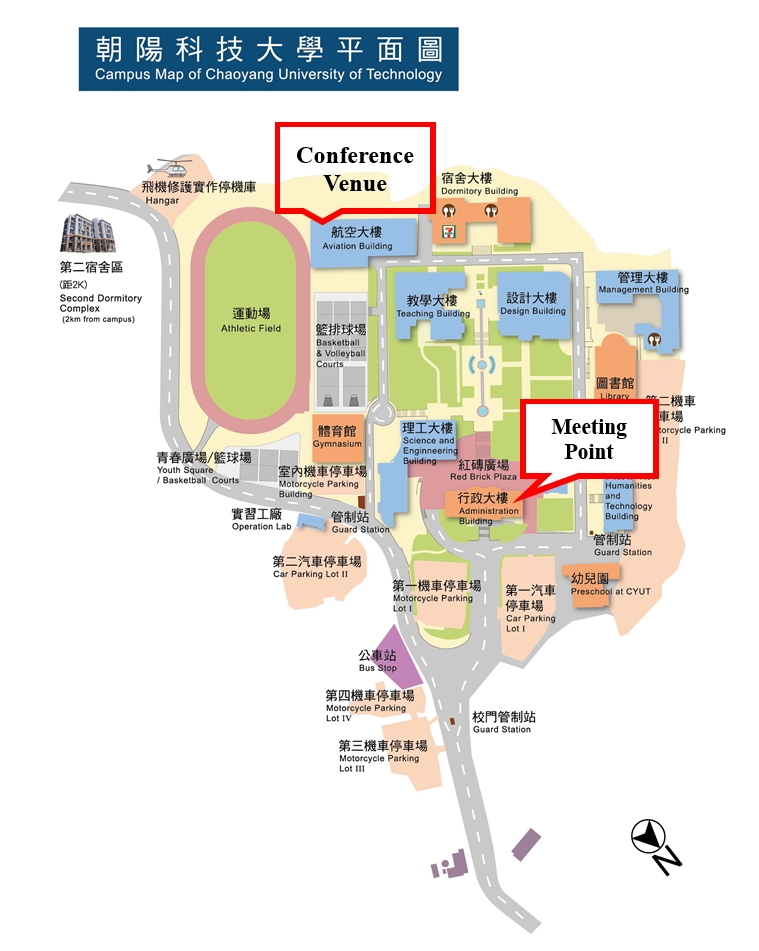 朝陽科技大學平面圖
Campus Map of Chaoyang University of Technology
Conference
Venue
飛機修護實作停機庫
Hangar
宿舍大樓
Dormitory Building
7
航空大樓
Aviation Building
第二宿舍區
(距2K)
Second Dormitory
Complex
(2km from campus)
運動場
Athletic Field
籃排球場
Basketball
& Volleyball
Courts
教學大樓
Teaching Building
設計大樓
Design Building
管理大樓
Management Building
圖書館
Library
第二機車
車場
torcycle Parking
II
Meeting
Point
體育館
Gymnasium
理工大樓
Science and
Enginneering
Building
紅磚廣場
Red Brick Plaza
行政大樓
Administration
Building
Humanities
and
Technology
Building
青春廣場/籃球場
Youth Square
/ Basketball Courts
室內機車停車場
Motorcycle Parking
Building
實習工廠
Operation Lab
管制站
Guard Station
管制站
Guard Station
第二汽車停車場
Car Parking Lot II
第一機車停車場
Motorcycle Parking
Lot I
第一汽車
停車場
Car Parking
Lot I
幼兒園
Preschool at CYUT
公車站
Bus Stop
第四機車停車場
Motorcycle Parking
Lot IV
校門管制站
Guard Station
第三機車停車場
Motorcycle Parking
Lot III
N